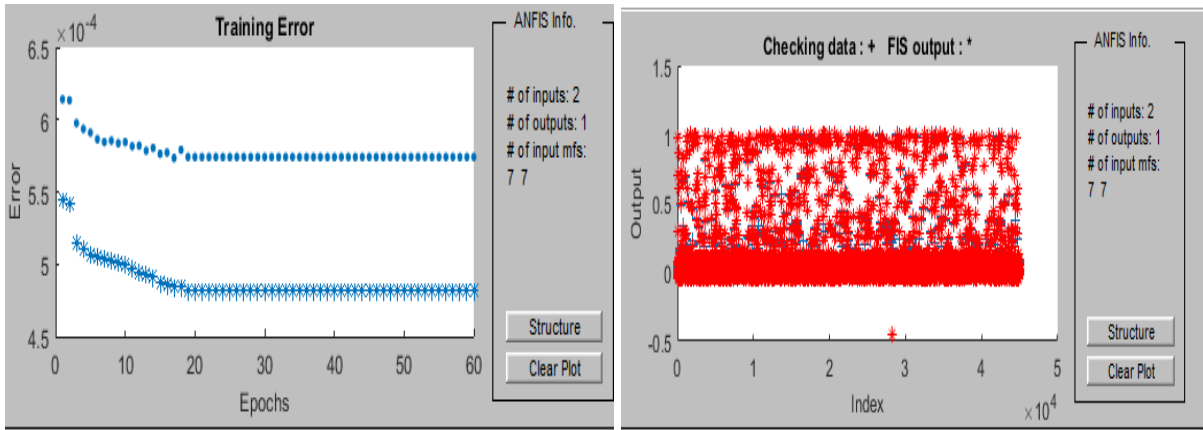 Training Error
×10^-4
6.5
6
5.5
5
4.5
Error
0 10 20 30 40 50 60
Epochs
ANFIS Info.
# of inputs: 2
# of outputs: 1
# of input mfs:
7 7
Structure
Clear Plot
Checking data : + FIS output : *
1.5
1
0.5
0
-0.5
Output
0 1 2 3 4 5
×10^4
Index
ANFIS Info.
# of inputs: 2
# of outputs: 1
# of input mfs:
7 7
Structure
Clear Plot